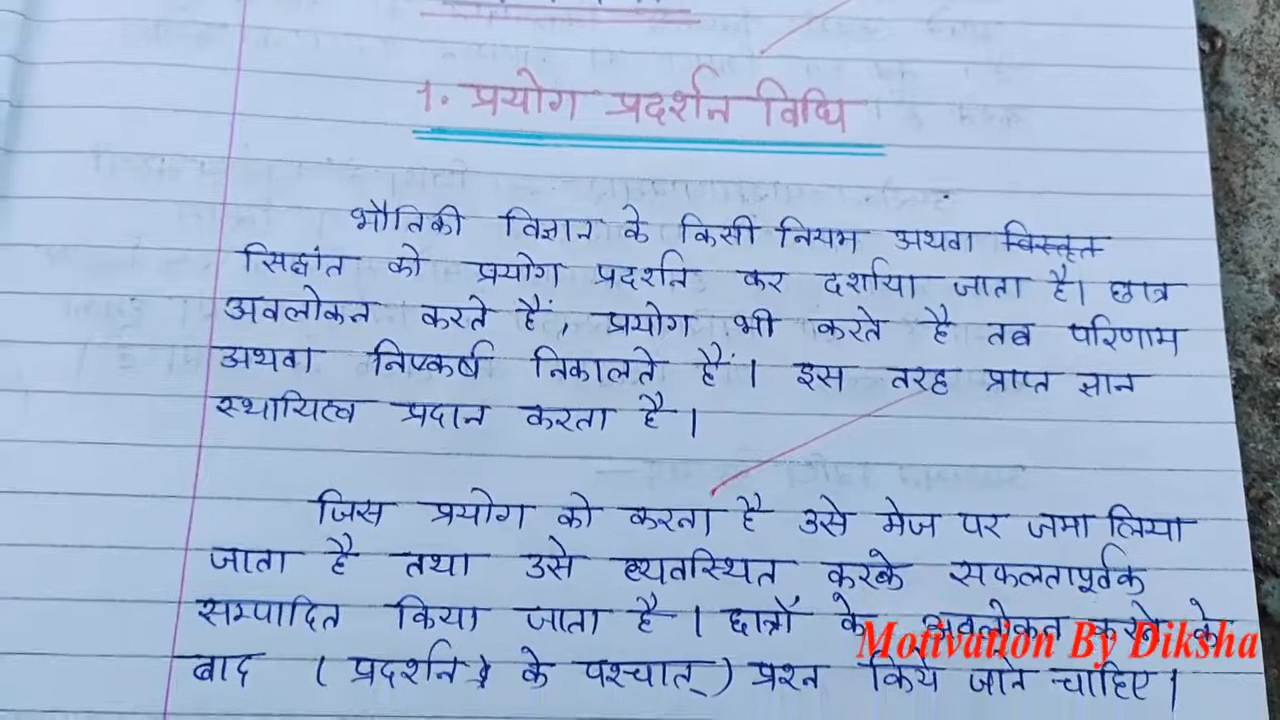 1. प्रयोग प्रदर्शन विधि
भौतिकी विज्ञान के किसी नियम अथवा विस्तृत
सिद्धांत को प्रयोग प्रदर्शन कर दर्शाया जाता है। छात्र
अवलोकन करते हैं, प्रयोग भी करते है तब परिणाम
अथवा निष्कर्ष निकालते हैं। इस तरह प्राप्त ज्ञान
स्थायित्व प्रदान करता है।
जिस प्रयोग को करना है उसे मेज पर जमा लिया
जाता है तथा उसे व्यवस्थित करके सफलतापूर्वक
सम्पादित किया जाता है। छात्रों के अवलोकन करने के
बाद (प्रदर्शन के पश्चात्) प्रश्न किये जाने चाहिए।
Motivation By Diksha